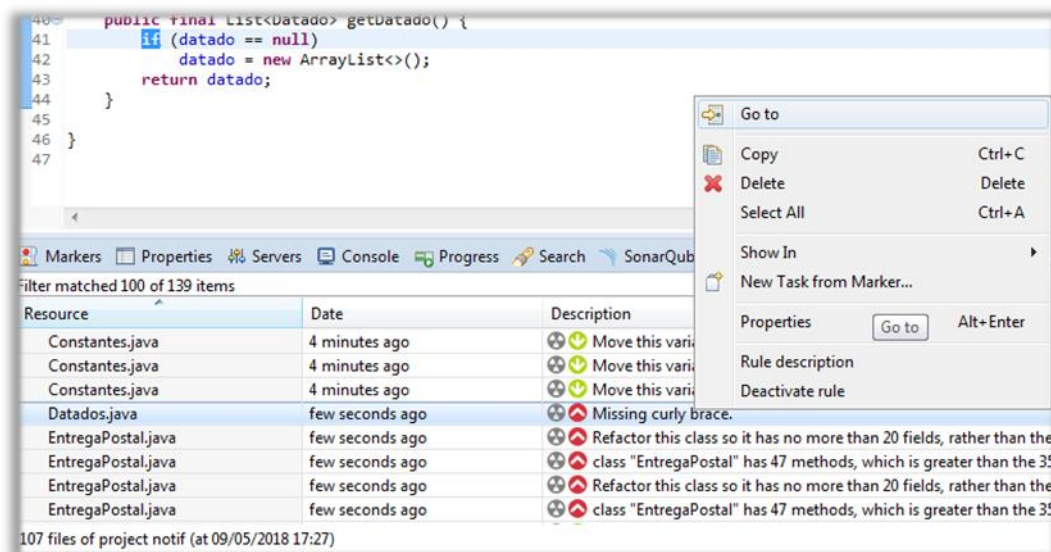 40 public final List<Datado> getDatado() {
41 if (datado == null)
42 datado = new ArrayList<>();
43 return datado;
44 }
45
46 }
47
Go to
Copy Ctrl+C
Delete Delete
Select All Ctrl+A
Show In
New Task from Marker...
Properties Alt+Enter
Go to
Rule description
Deactivate rule
Markers Properties Servers Console Progress Search SonarQub
Filter matched 100 of 139 items
Resource Date Description
Constantes.java 4 minutes ago Move this varia
Constantes.java 4 minutes ago Move this varia
Constantes.java 4 minutes ago Move this varia
Datados.java few seconds ago Missing curly brace.
EntregaPostal.java few seconds ago Refactor this class so it has no more than 20 fields, rather than the
EntregaPostal.java few seconds ago class "EntregaPostal" has 47 methods, which is greater than the 35
EntregaPostal.java few seconds ago Refactor this class so it has no more than 20 fields, rather than the
EntregaPostal.java few seconds ago class "EntregaPostal" has 47 methods, which is greater than the 35
107 files of project notif (at 09/05/2018 17:27)